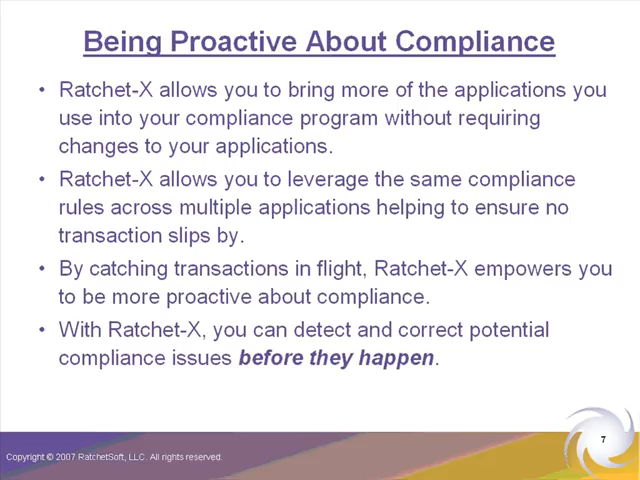 Being Proactive About Compliance
• Ratchet-X allows you to bring more of the applications you
use into your compliance program without requiring
changes to your applications.
• Ratchet-X allows you to leverage the same compliance
rules across multiple applications helping to ensure no
transaction slips by.
• By catching transactions in flight, Ratchet-X empowers you
to be more proactive about compliance.
• With Ratchet-X, you can detect and correct potential
compliance issues before they happen.
7
Copyright © 2007 RatchetSoft, LLC. All rights reserved.